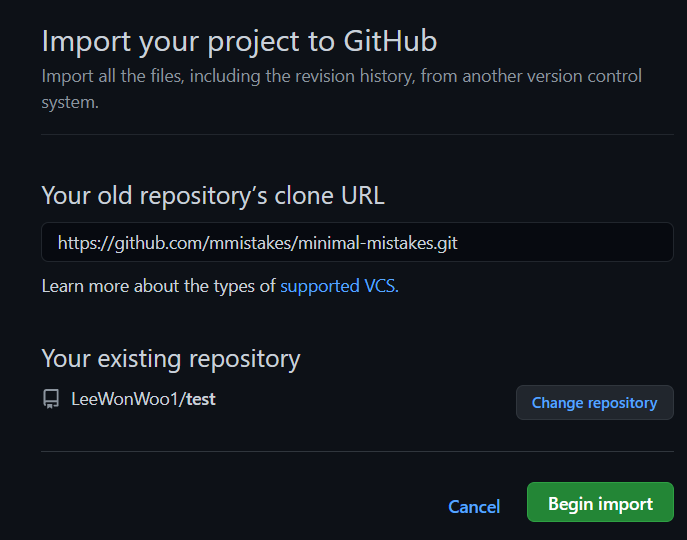 Import your project to GitHub
Import all the files, including the revision history, from another version control
system.
Your old repository’s clone URL
https://github.com/mmistakes/minimal-mistakes.git
Learn more about the types of supported VCS.
Your existing repository
LeeWonWoo1/test
Change repository
Cancel
Begin import